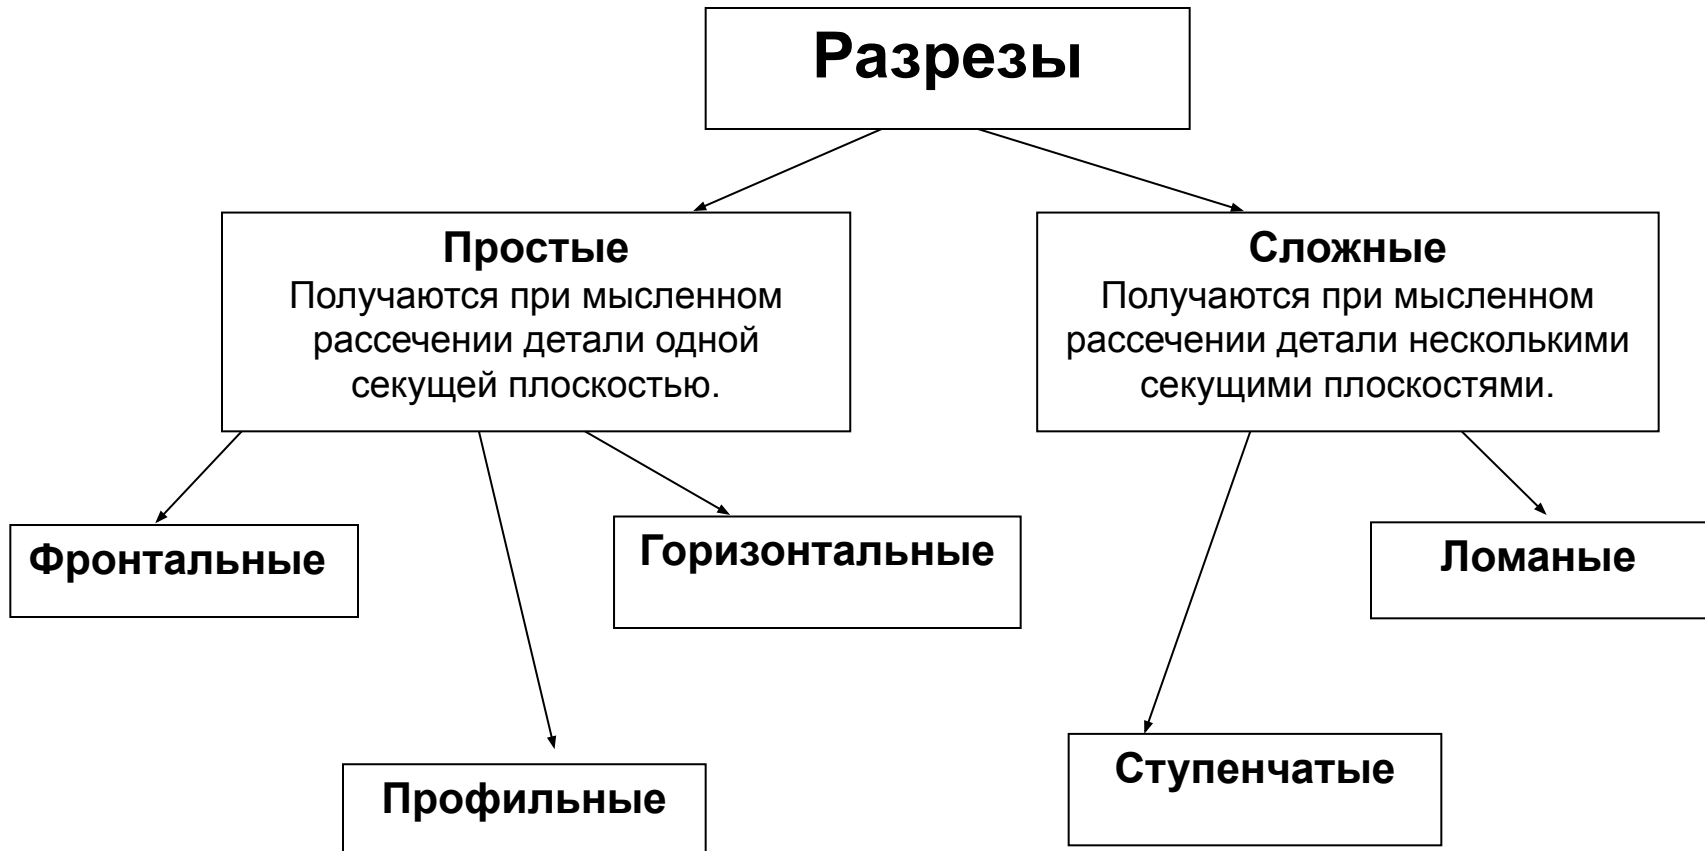 Разрезы
Простые
Получаются при мысленном
рассечении детали одной
секущей плоскостью.
Сложные
Получаются при мысленном
рассечении детали несколькими
секущими плоскостями.
Фронтальные
Горизонтальные
Ломаные
Профильные
Ступенчатые